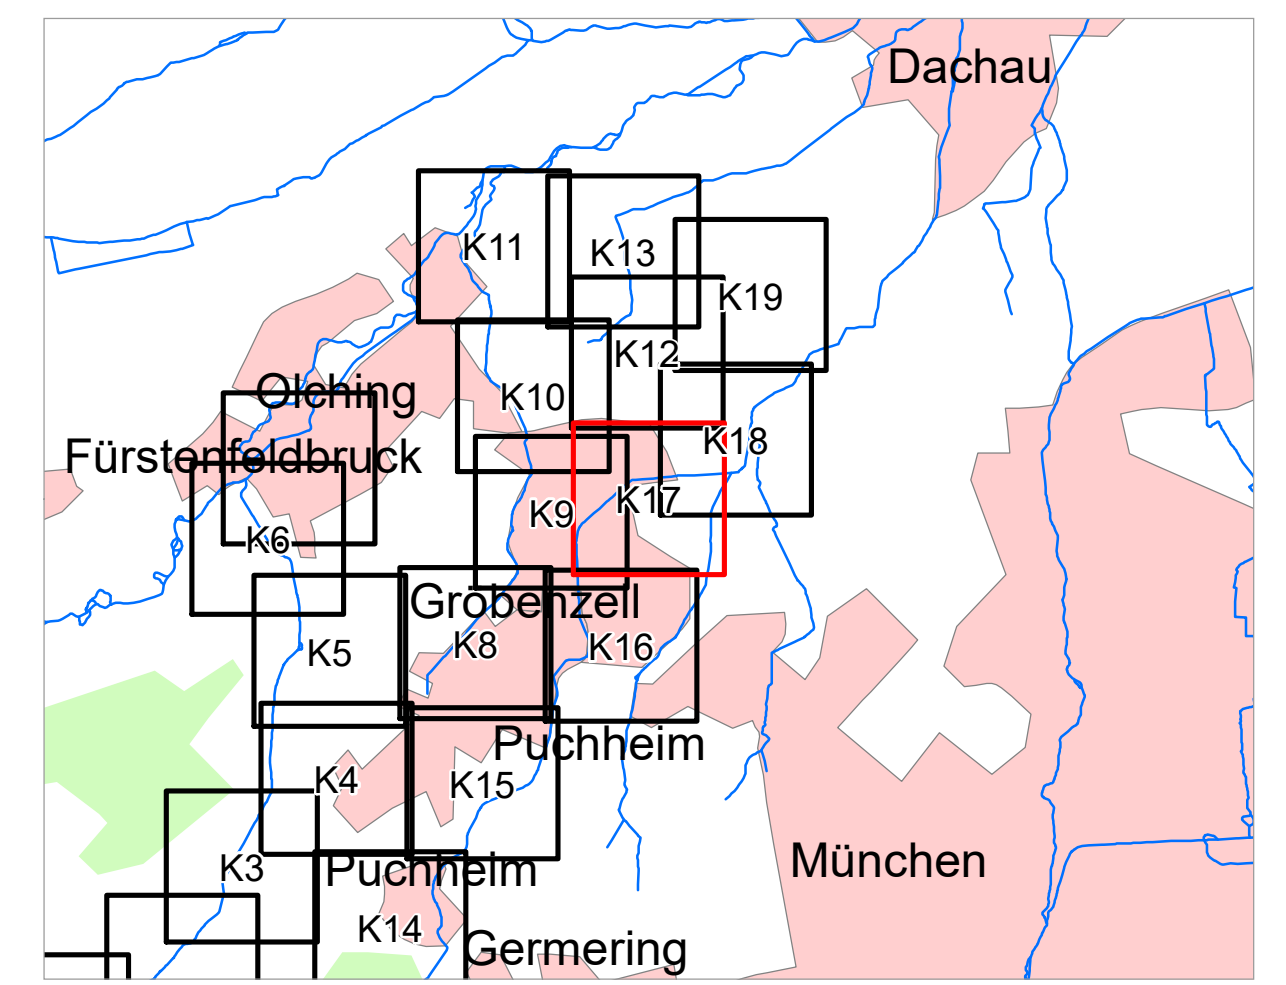 Dachau
K11
K13
K19
K12
K10
Olching
K18
Fürstenfeldbruck
K17
K9
K6
Gröbenzell
K8
K16
K5
Puchheim
K4
K15
München
K3
Puchheim
K14
Germering